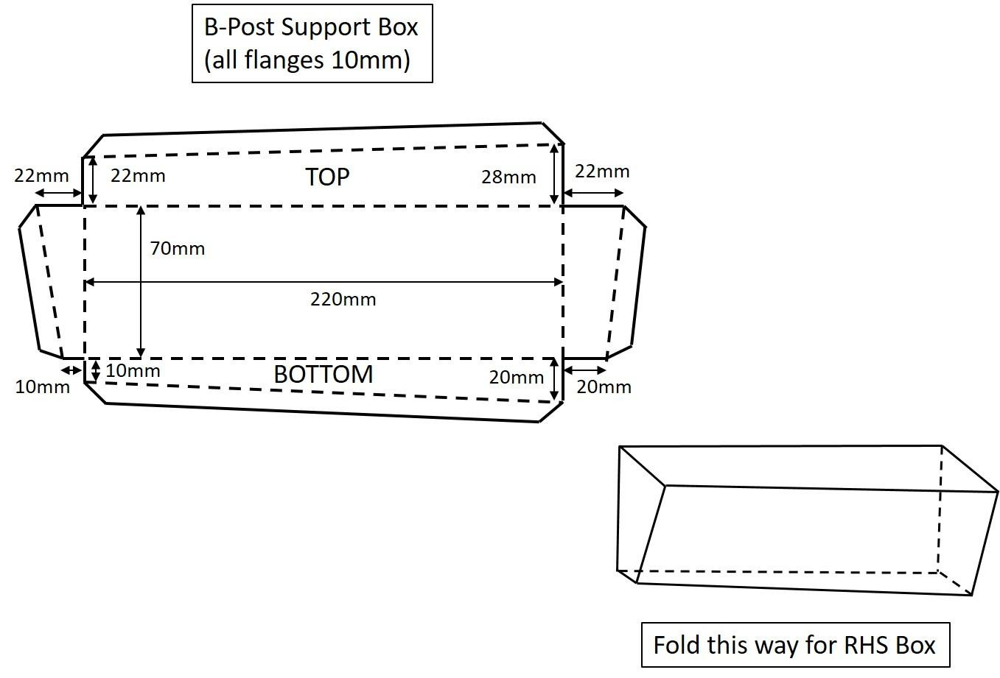 B-Post Support Box
(all flanges 10mm)
22mm
22mm
TOP
28mm
22mm
70mm
220mm
10mm
10mm
BOTTOM
20mm
20mm
Fold this way for RHS Box